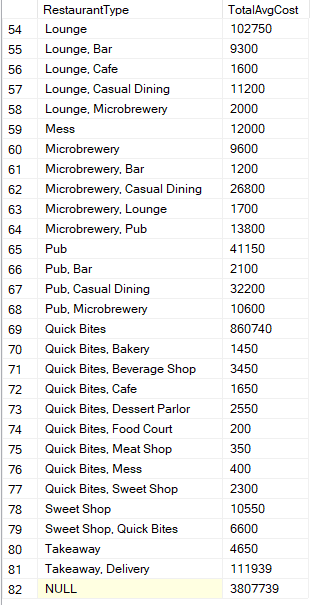 RestaurantType TotalAvgCost
54 Lounge 102750
55 Lounge, Bar 9300
56 Lounge, Cafe 1600
57 Lounge, Casual Dining 11200
58 Lounge, Microbrewery 2000
59 Mess 12000
60 Microbrewery 9600
61 Microbrewery, Bar 1200
62 Microbrewery, Casual Dining 26800
63 Microbrewery, Lounge 1700
64 Microbrewery, Pub 13800
65 Pub 41150
66 Pub, Bar 2100
67 Pub, Casual Dining 32200
68 Pub, Microbrewery 10600
69 Quick Bites 860740
70 Quick Bites, Bakery 1450
71 Quick Bites, Beverage Shop 3450
72 Quick Bites, Cafe 1650
73 Quick Bites, Dessert Parlor 2550
74 Quick Bites, Food Court 200
75 Quick Bites, Meat Shop 350
76 Quick Bites, Mess 400
77 Quick Bites, Sweet Shop 2300
78 Sweet Shop 10550
79 Sweet Shop, Quick Bites 6600
80 Takeaway 4650
81 Takeaway, Delivery 111939
82 NULL 3807739